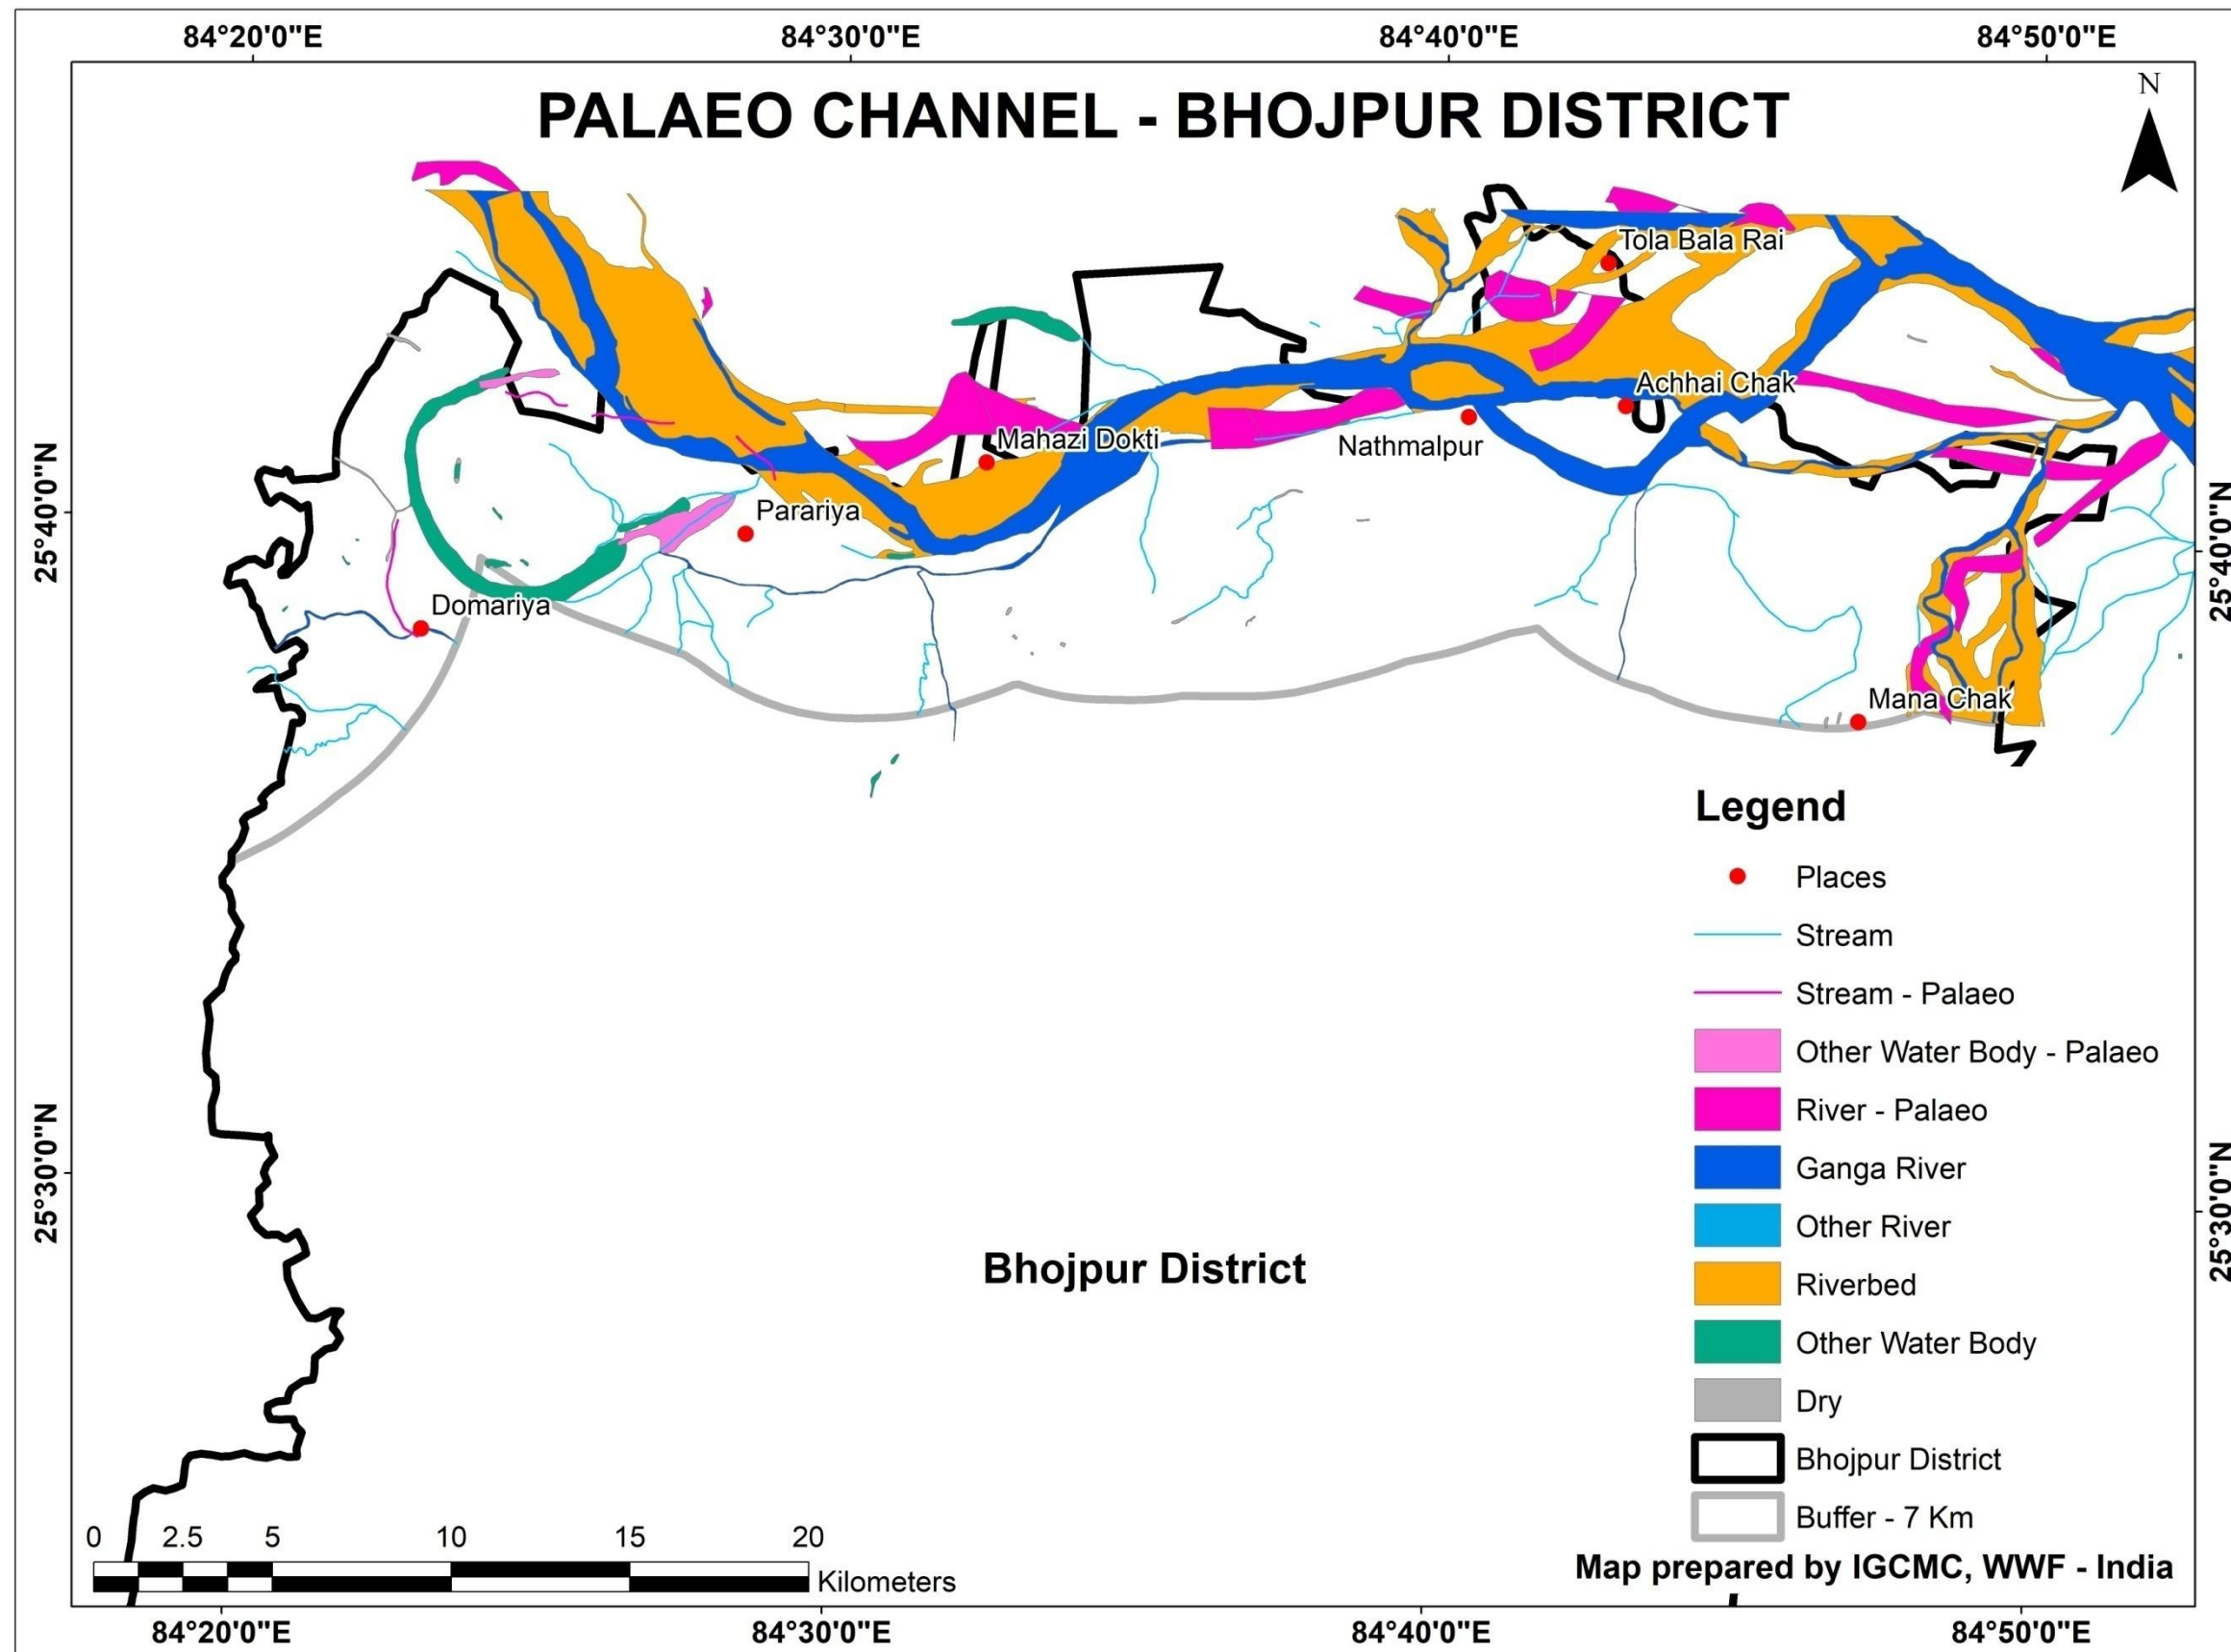 84°20'0"E
84°30'0"E
84°40'0"E
84°50'0"E
PALAEO CHANNEL - BHOJPUR DISTRICT
N
Tola Bala Rai
Achhai Chak
Mahazi Dokti
Nathmalpur
25°40'0"N
25°40'0"N
Parariya
Domariya
Mana Chak
Legend
Places
Stream
Stream - Palaeo
Other Water Body - Palaeo
River - Palaeo
Ganga River
Other River
Riverbed
Other Water Body
Dry
Bhojpur District
Buffer - 7 Km
25°30'0"N
25°30'0"N
Bhojpur District
0 2.5 5 10 15 20
Kilometers
Map prepared by IGCMC, WWF - India
84°20'0"E
84°30'0"E
84°40'0"E
84°50'0"E